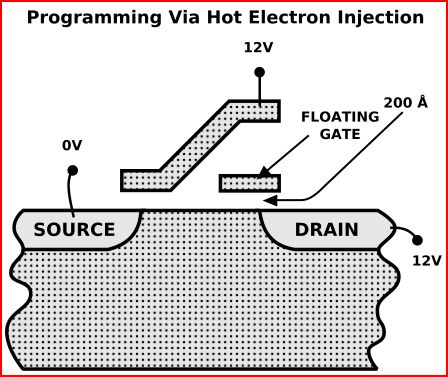 Programming Via Hot Electron Injection
12V
200 Å
FLOATING
GATE
0V
SOURCE
DRAIN
12V